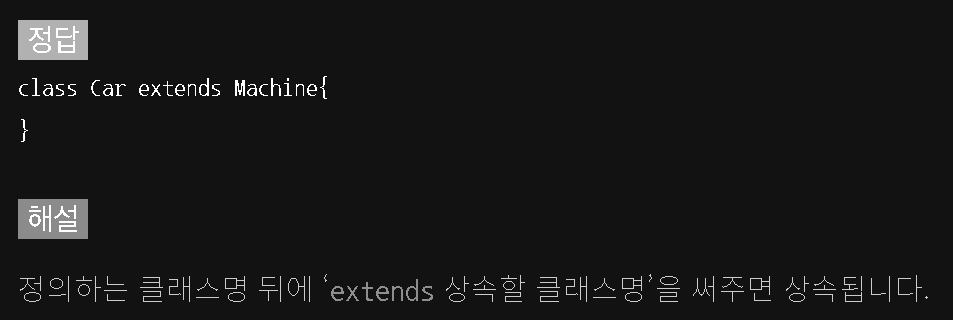 정답
class Car extends Machine{
}
해설
정의하는 클래스명 뒤에 ‘extends 상속할 클래스명’을 써주면 상속됩니다.